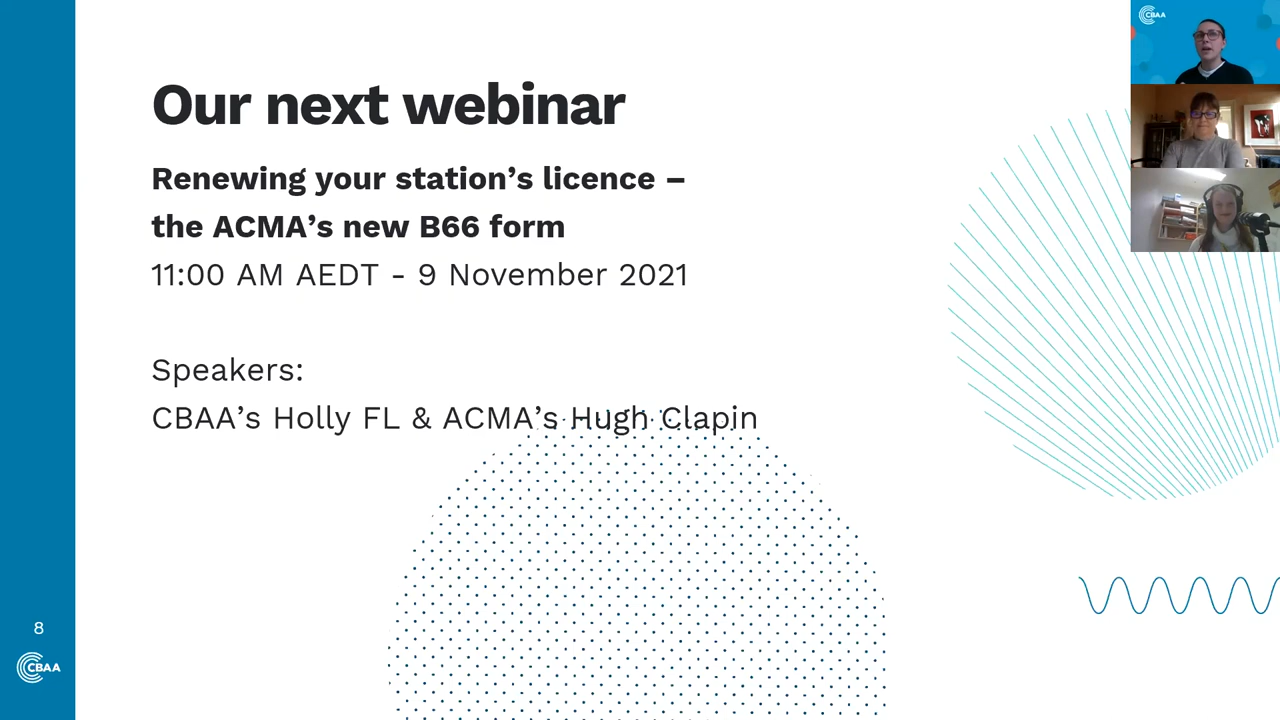 CBAA
Our next webinar
Renewing your station’s licence –
the ACMA’s new B66 form
11:00 AM AEDT - 9 November 2021
Speakers:
CBAA’s Holly FL & ACMA’s Hugh Clapin
8
CBAA